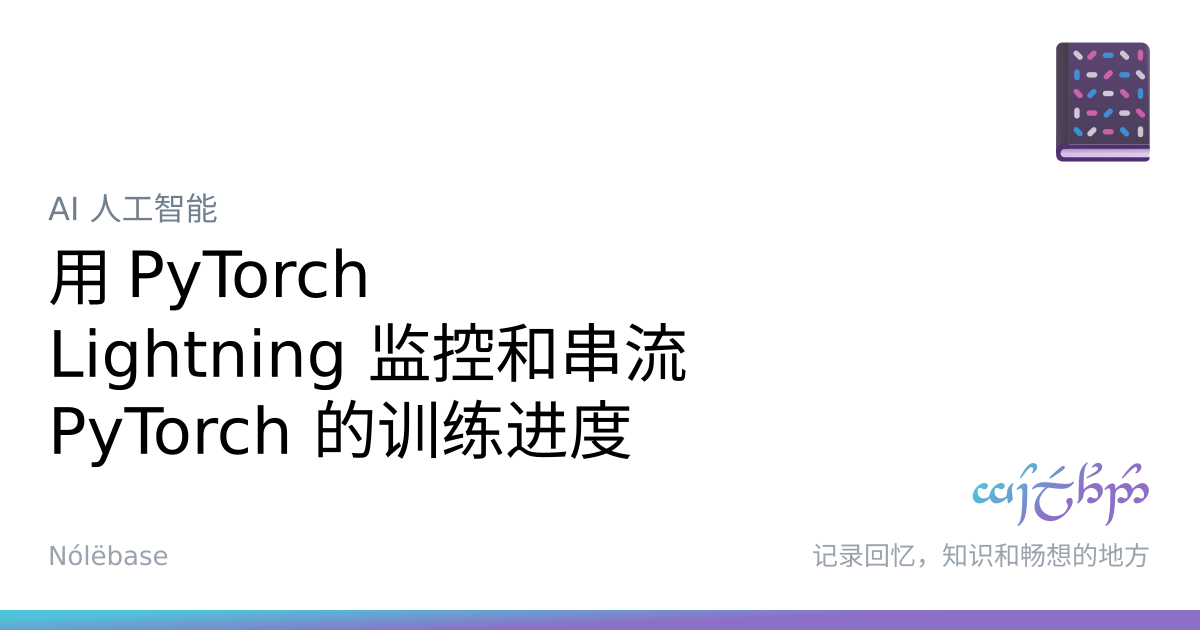 AI 人工智能
用 PyTorch
Lightning 监控和串流
PyTorch 的训练进度
Nólëbase
记录回忆，知识和畅想的地方